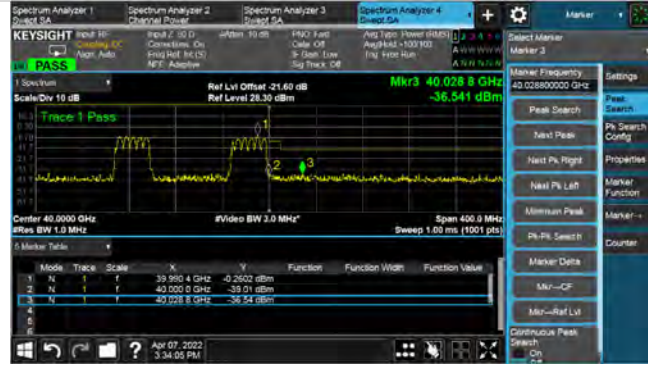 Spectrum Analyzer 1
Swept SA
Spectrum Analyzer 2
Channel Power
Spectrum Analyzer 3
Swept SA
Spectrum Analyzer 4
Swept SA
Marker
KEYSIGHT Input: RF
Coupling: DC
Align: Auto
PASS
Input Z: 50 Ω
Corrections: On
Freq Ref: Int (S)
NFE: Adaptive
#Atten: 10 dB
PNO: Fast
Gate: Off
IF Gain: Low
Sig Track: Off
Avg Type: Power (RMS)
Avg|Hold: >100/100
Trig: Free Run
1 Spectrum
Scale/Div 10 dB
Ref Lvl Offset -21.60 dB
Ref Level 28.30 dBm
Mkr3 40.028 8 GHz
-36.541 dBm
Trace 1 Pass
1
2
3
Center 40.0000 GHz
#Res BW 1.0 MHz
#Video BW 3.0 MHz*
Span 400.0 MHz
Sweep 1.00 ms (1001 pts)
5 Marker Table
Mode Trace Scale X Y Function Function Width Function Value
1 N 1 f 39.990 4 GHz -0.2602 dBm
2 N 1 f 40.000 0 GHz -39.01 dBm
3 N 1 f 40.028 8 GHz -36.54 dBm
4
5
6
Apr 07, 2022
3:34:05 PM
Select Marker
Marker 3
Marker Frequency
40.028800000 GHz
Peak Search
Next Peak
Next Pk Right
Next Pk Left
Minimum Peak
Pk-Pk Search
Marker Delta
Mkr→CF
Mkr→Ref Lvl
Continuous Peak
Search
On
Off
Settings
Peak
Search
Pk Search
Config
Properties
Marker
Function
Marker→
Counter